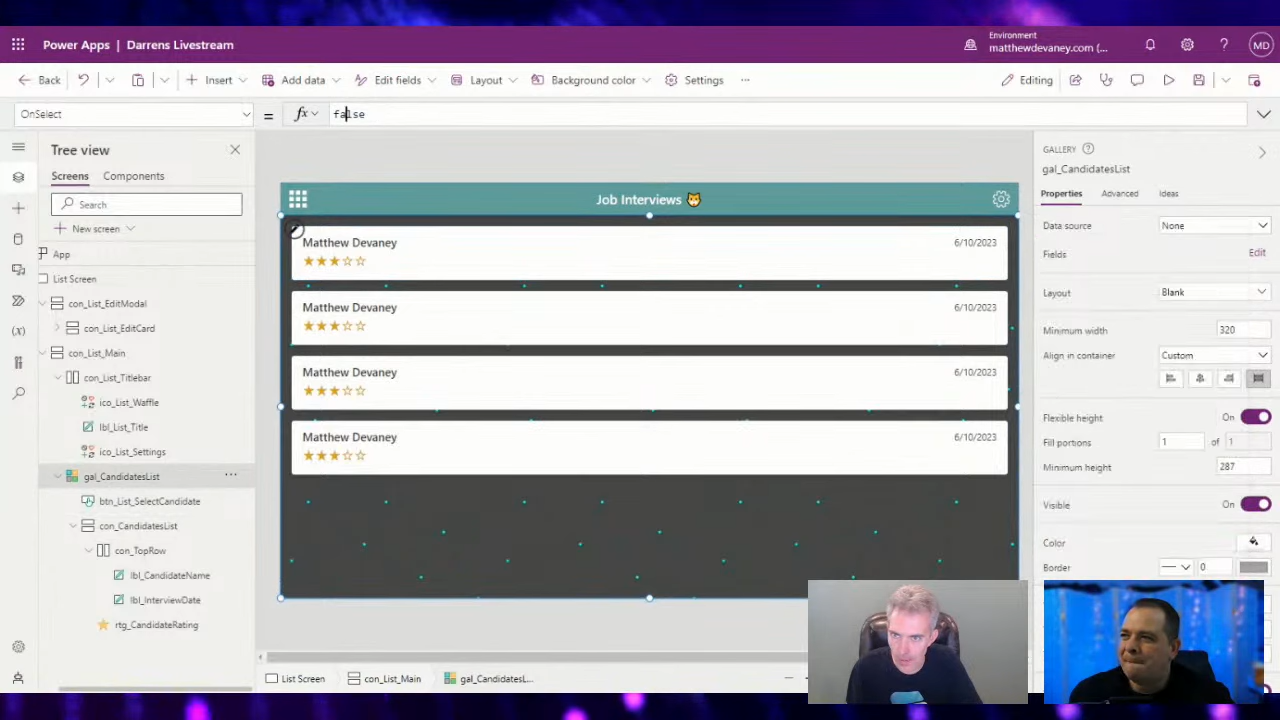 Power Apps | Darrens Livestream
Environment
matthewdevaney.com (...
MD
Back
Insert
Add data
Edit fields
Layout
Background color
Settings
...
Editing
OnSelect
=
fx
false
Tree view
Screens
Components
Search
New screen
App
List Screen
con_List_EditModal
con_List_EditCard
con_List_Main
con_List_Titlebar
ico_List_Waffle
lbl_List_Title
ico_List_Settings
gal_CandidatesList
...
btn_List_SelectCandidate
con_CandidatesList
con_TopRow
lbl_CandidateName
lbl_InterviewDate
rtg_CandidateRating
Job Interviews
Matthew Devaney
6/10/2023
Matthew Devaney
6/10/2023
Matthew Devaney
6/10/2023
Matthew Devaney
6/10/2023
GALLERY
gal_CandidatesList
Properties
Advanced
Ideas
Data source
None
Fields
Edit
Layout
Blank
Minimum width
320
Align in container
Custom
Flexible height
On
Fill portions
1
of
1
Minimum height
287
Visible
On
Color
Border
0
List Screen
con_List_Main
gal_CandidatesL...